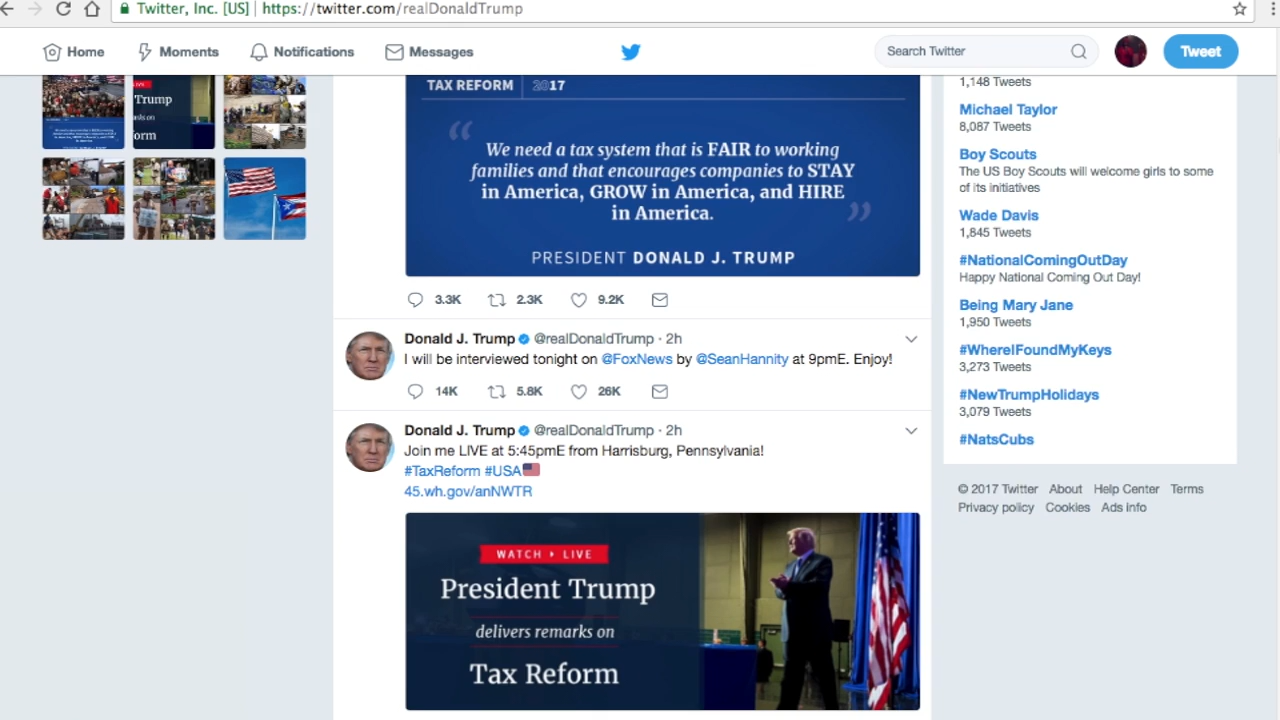 Twitter, Inc. [US] https://twitter.com/realDonaldTrump
Home Moments Notifications Messages Search Twitter Tweet
Trump
orm
TAX REFORM 2017
“ We need a tax system that is FAIR to working
families and that encourages companies to STAY
in America, GROW in America, and HIRE
in America. ”
PRESIDENT DONALD J. TRUMP
3.3K 2.3K 9.2K
Donald J. Trump @realDonaldTrump · 2h
I will be interviewed tonight on @FoxNews by @SeanHannity at 9pmE. Enjoy!
14K 5.8K 26K
Donald J. Trump @realDonaldTrump · 2h
Join me LIVE at 5:45pmE from Harrisburg, Pennsylvania!
#TaxReform #USA
45.wh.gov/anNWTR
WATCH LIVE
President Trump
delivers remarks on
Tax Reform
1,148 Tweets
Michael Taylor
8,087 Tweets
Boy Scouts
The US Boy Scouts will welcome girls to some
of its initiatives
Wade Davis
1,845 Tweets
#NationalComingOutDay
Happy National Coming Out Day!
Being Mary Jane
1,950 Tweets
#WhereIFoundMyKeys
3,273 Tweets
#NewTrumpHolidays
3,079 Tweets
#NatsCubs
© 2017 Twitter About Help Center Terms
Privacy policy Cookies Ads info